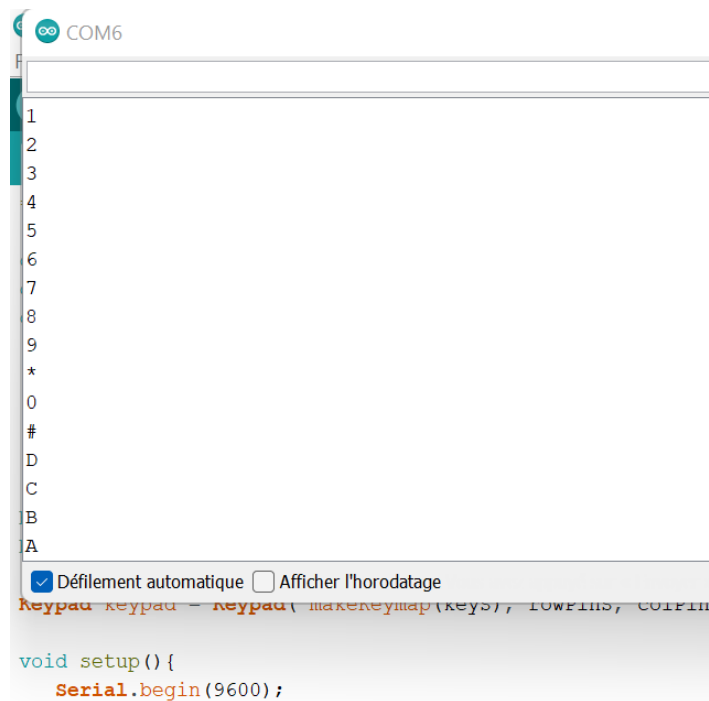 COM6
1
2
3
4
5
6
7
8
9
*
0
#
D
C
B
A
Défilement automatique Afficher l'horodatage
Keypad keypad = Keypad( makeKeymap(keys), rowPins, colPin
void setup(){
Serial.begin(9600);